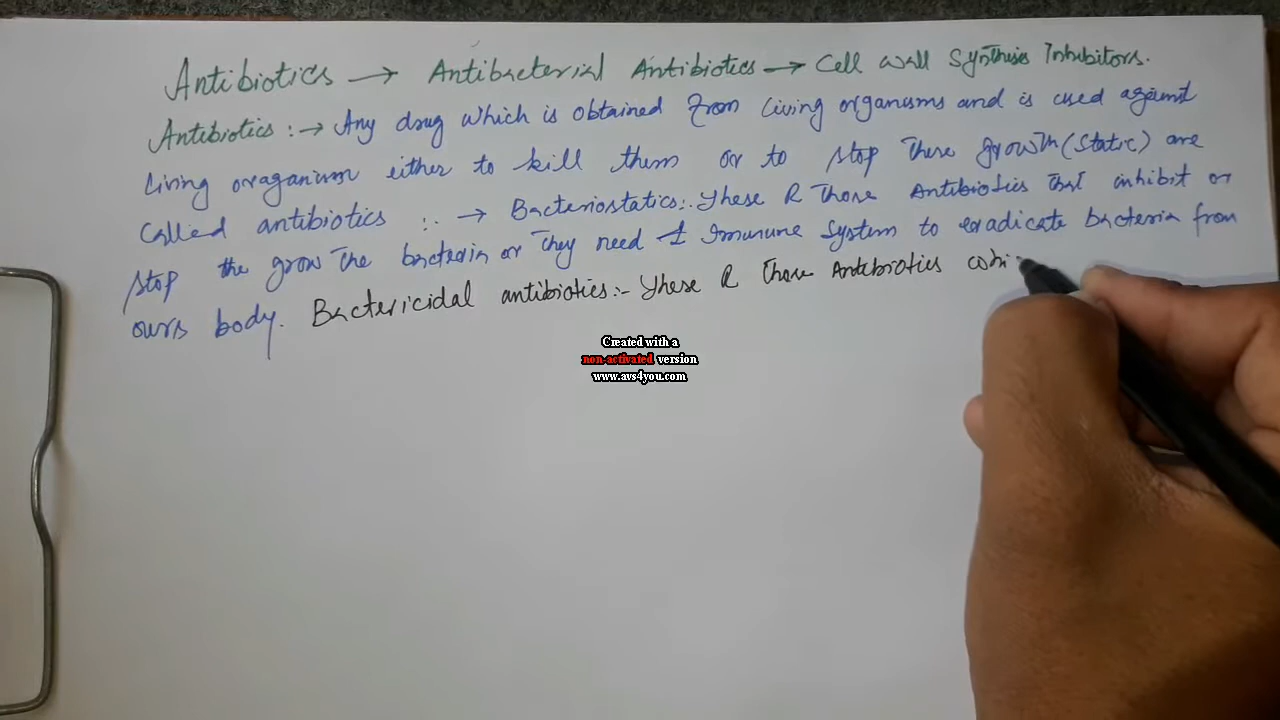 Antibiotics → Antibacterial Antibiotics → Cell wall Synthesis Inhibitors.
Antibiotics :→ Any drug which is obtained from living organisms and is used against
living oraganism either to kill them or to stop there growth (static) are
Called antibiotics :. → Bacteriostatics:. These R Those Antibiotics that inhibit or
stop the grow the bacteria or They need Immune System to eradicate bacteria from
ours body. Bactericidal antibiotics:- These R Those Antibiotics
Created with a
non-activated version
www.avs4you.com